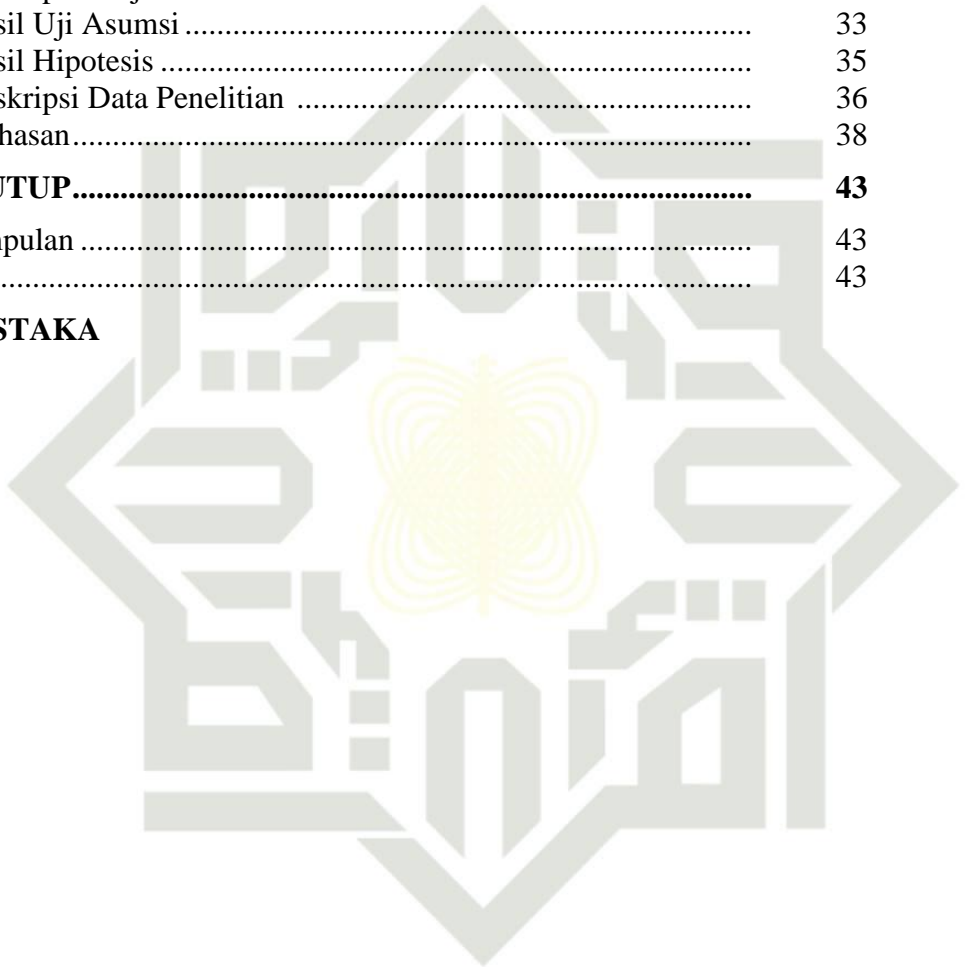 sil Uji Asumsi ........................................................................ 33
sil Hipotesis ........................................................................... 35
skripsi Data Penelitian .......................................................... 36
hasan...................................................................................... 38
UTUP.................................................................................... 43
npulan .................................................................................... 43
.............................................................................................. 43
STAKA